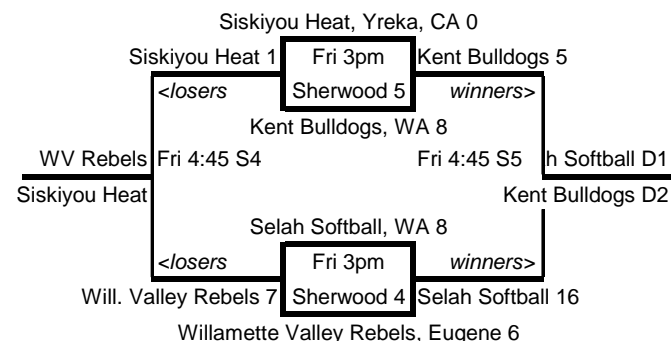 Siskiyou Heat, Yreka, CA 0
Siskiyou Heat 1 Fri 3pm Kent Bulldogs 5
<losers Sherwood 5 winners>
Kent Bulldogs, WA 8
WV Rebels Fri 4:45 S4 Fri 4:45 S5 h Softball D1
Siskiyou Heat Kent Bulldogs D2
Selah Softball, WA 8
<losers Fri 3pm winners>
Will. Valley Rebels 7 Sherwood 4 Selah Softball 16
Willamette Valley Rebels, Eugene 6